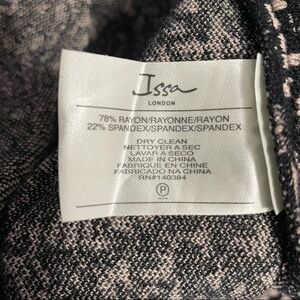 Issa
LONDON
78% RAYON/RAYONNE/RAYON
22% SPANDEX/SPANDEX/SPANDEX
DRY CLEAN
NETTOYER A SEC
LAVAR A SECO
MADE IN CHINA
FABRIQUE EN CHINE
FABRICADO NA CHINA
RN#140384
P